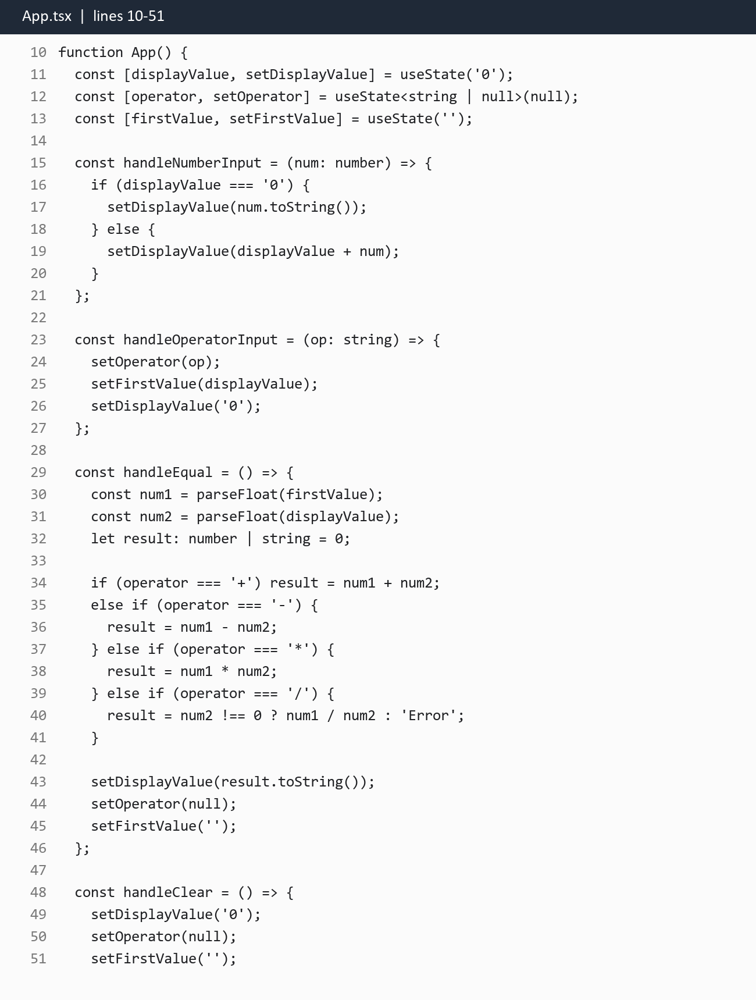 App.tsx | lines 10-51
10 function App() {
11   const [displayValue, setDisplayValue] = useState('0');
12   const [operator, setOperator] = useState<string | null>(null);
13   const [firstValue, setFirstValue] = useState('');
14
15   const handleNumberInput = (num: number) => {
16     if (displayValue === '0') {
17       setDisplayValue(num.toString());
18     } else {
19       setDisplayValue(displayValue + num);
20     }
21   };
22
23   const handleOperatorInput = (op: string) => {
24     setOperator(op);
25     setFirstValue(displayValue);
26     setDisplayValue('0');
27   };
28
29   const handleEqual = () => {
30     const num1 = parseFloat(firstValue);
31     const num2 = parseFloat(displayValue);
32     let result: number | string = 0;
33
34     if (operator === '+') result = num1 + num2;
35     else if (operator === '-') {
36       result = num1 - num2;
37     } else if (operator === '*') {
38       result = num1 * num2;
39     } else if (operator === '/') {
40       result = num2 !== 0 ? num1 / num2 : 'Error';
41     }
42
43     setDisplayValue(result.toString());
44     setOperator(null);
45     setFirstValue('');
46   };
47
48   const handleClear = () => {
49     setDisplayValue('0');
50     setOperator(null);
51     setFirstValue('');